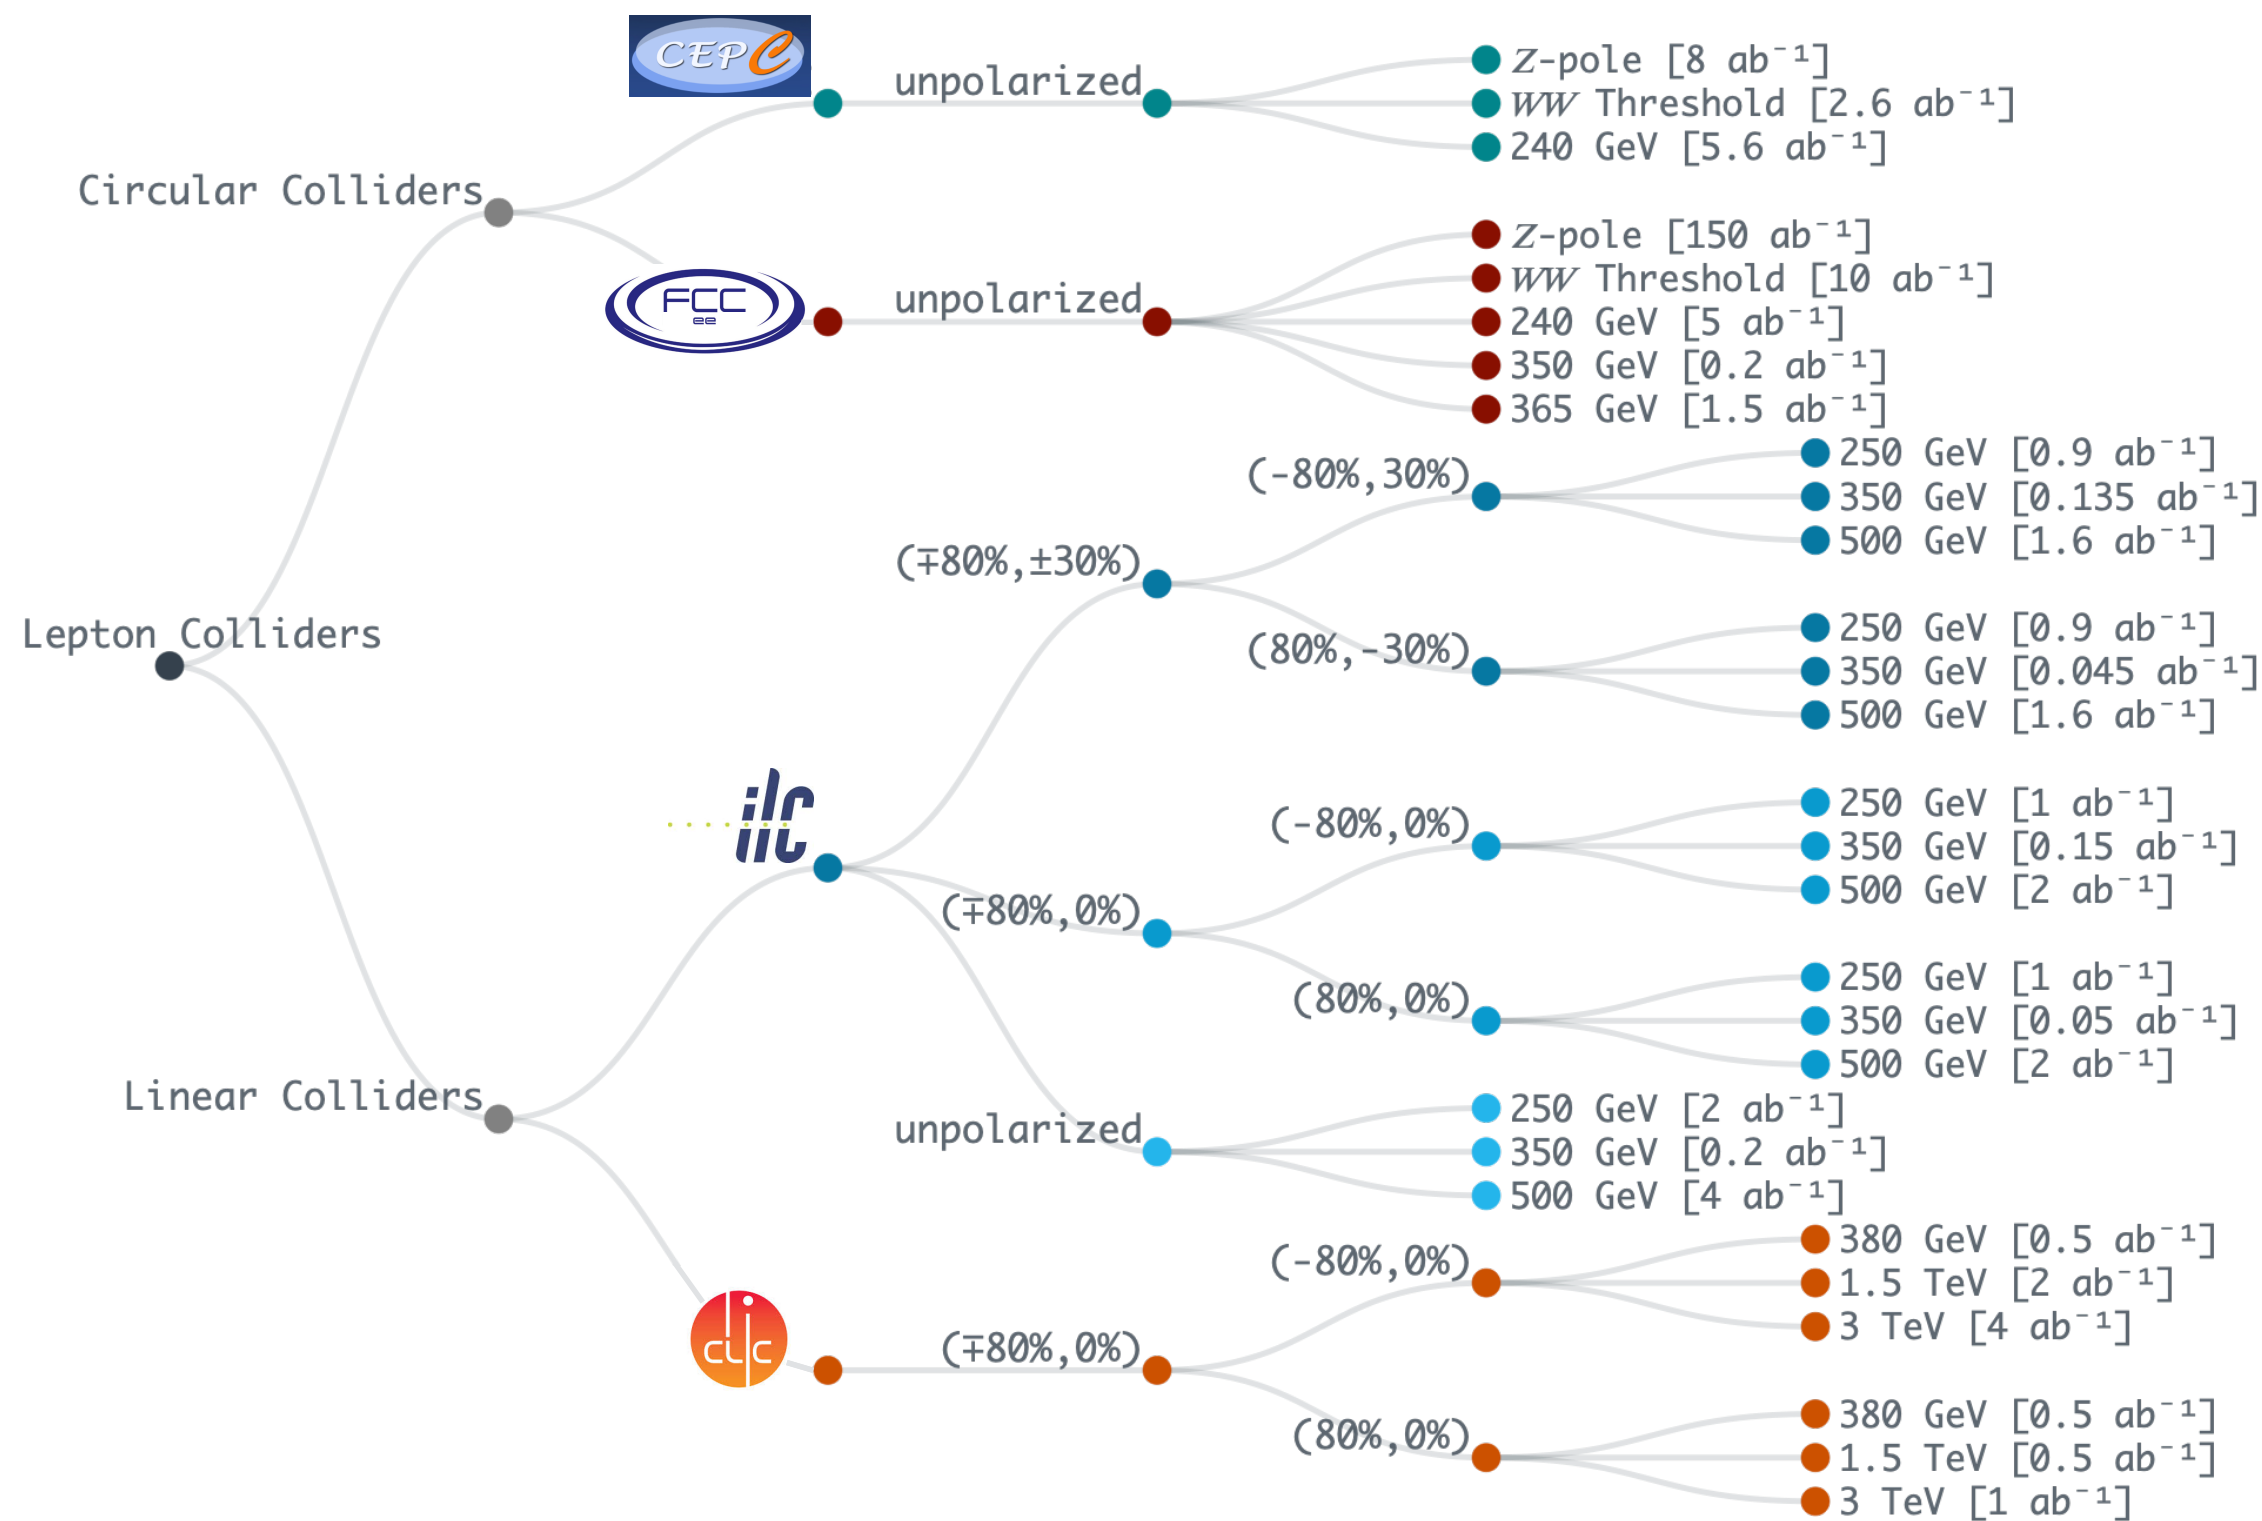 CEPC
unpolarized
Z-pole [8 ab⁻¹]
WW Threshold [2.6 ab⁻¹]
240 GeV [5.6 ab⁻¹]
Circular Colliders
FCC
ee
unpolarized
Z-pole [150 ab⁻¹]
WW Threshold [10 ab⁻¹]
240 GeV [5 ab⁻¹]
350 GeV [0.2 ab⁻¹]
365 GeV [1.5 ab⁻¹]
Lepton Colliders
(∓80%,±30%)
(-80%,30%)
250 GeV [0.9 ab⁻¹]
350 GeV [0.135 ab⁻¹]
500 GeV [1.6 ab⁻¹]
(80%,-30%)
250 GeV [0.9 ab⁻¹]
350 GeV [0.045 ab⁻¹]
500 GeV [1.6 ab⁻¹]
ilc
(∓80%,0%)
(-80%,0%)
250 GeV [1 ab⁻¹]
350 GeV [0.15 ab⁻¹]
500 GeV [2 ab⁻¹]
(80%,0%)
250 GeV [1 ab⁻¹]
350 GeV [0.05 ab⁻¹]
500 GeV [2 ab⁻¹]
Linear Colliders
unpolarized
250 GeV [2 ab⁻¹]
350 GeV [0.2 ab⁻¹]
500 GeV [4 ab⁻¹]
clic
(∓80%,0%)
(-80%,0%)
380 GeV [0.5 ab⁻¹]
1.5 TeV [2 ab⁻¹]
3 TeV [4 ab⁻¹]
(80%,0%)
380 GeV [0.5 ab⁻¹]
1.5 TeV [0.5 ab⁻¹]
3 TeV [1 ab⁻¹]